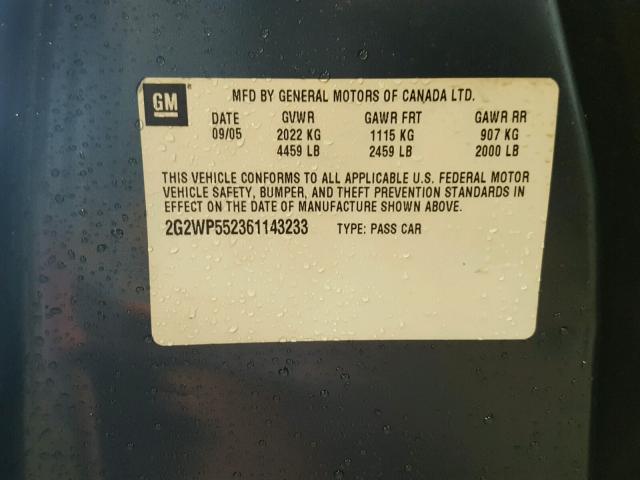 GM
MFD BY GENERAL MOTORS OF CANADA LTD.
DATE GVWR GAWR FRT GAWR RR
09/05 2022 KG 1115 KG 907 KG
4459 LB 2459 LB 2000 LB
THIS VEHICLE CONFORMS TO ALL APPLICABLE U.S. FEDERAL MOTOR
VEHICLE SAFETY, BUMPER, AND THEFT PREVENTION STANDARDS IN
EFFECT ON THE DATE OF MANUFACTURE SHOWN ABOVE.
2G2WP552361143233 TYPE: PASS CAR